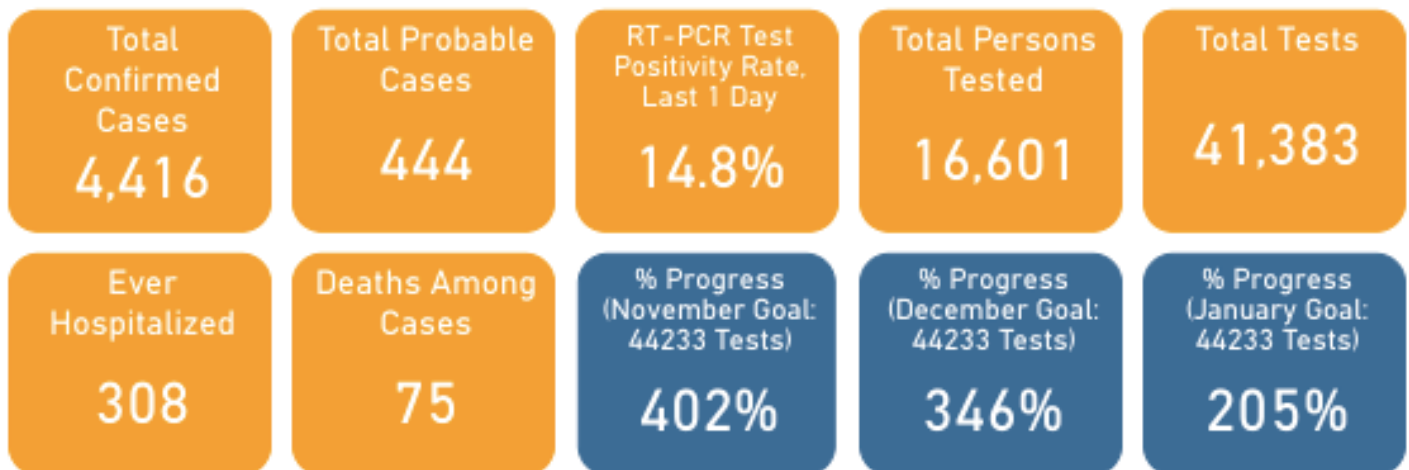 Total
Confirmed
Cases
4,416
Total Probable
Cases
444
RT-PCR Test
Positivity Rate,
Last 1 Day
14.8%
Total Persons
Tested
16,601
Total Tests
41,383
Ever
Hospitalized
308
Deaths Among
Cases
75
% Progress
(November Goal:
44233 Tests)
402%
% Progress
(December Goal:
44233 Tests)
346%
% Progress
(January Goal:
44233 Tests)
205%